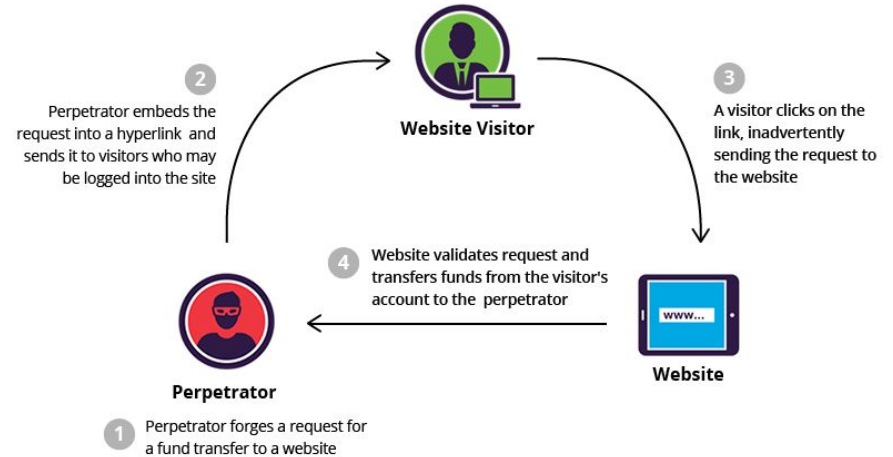 2
Perpetrator embeds the
request into a hyperlink and
sends it to visitors who may
be logged into the site
Website Visitor
3
A visitor clicks on the
link, inadvertently
sending the request to
the website
4
Website validates request and
transfers funds from the visitor's
account to the perpetrator
www...
Website
Perpetrator
1
Perpetrator forges a request for
a fund transfer to a website